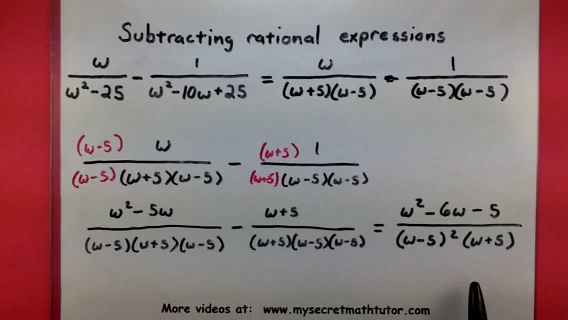 Subtracting rational expressions
w/(w²-25) - 1/(w²-10w+25) = w/((w+5)(w-5)) - 1/((w-5)(w-5))
(w-5) w/((w-5)(w+5)(w-5)) - (w+5) 1/((w+5)(w-5)(w-5))
(w²-5w)/((w-5)(w+5)(w-5)) - (w+5)/((w+5)(w-5)(w-5)) = (w²-6w-5)/((w-5)²(w+5))
More videos at: www.mysecretmathtutor.com